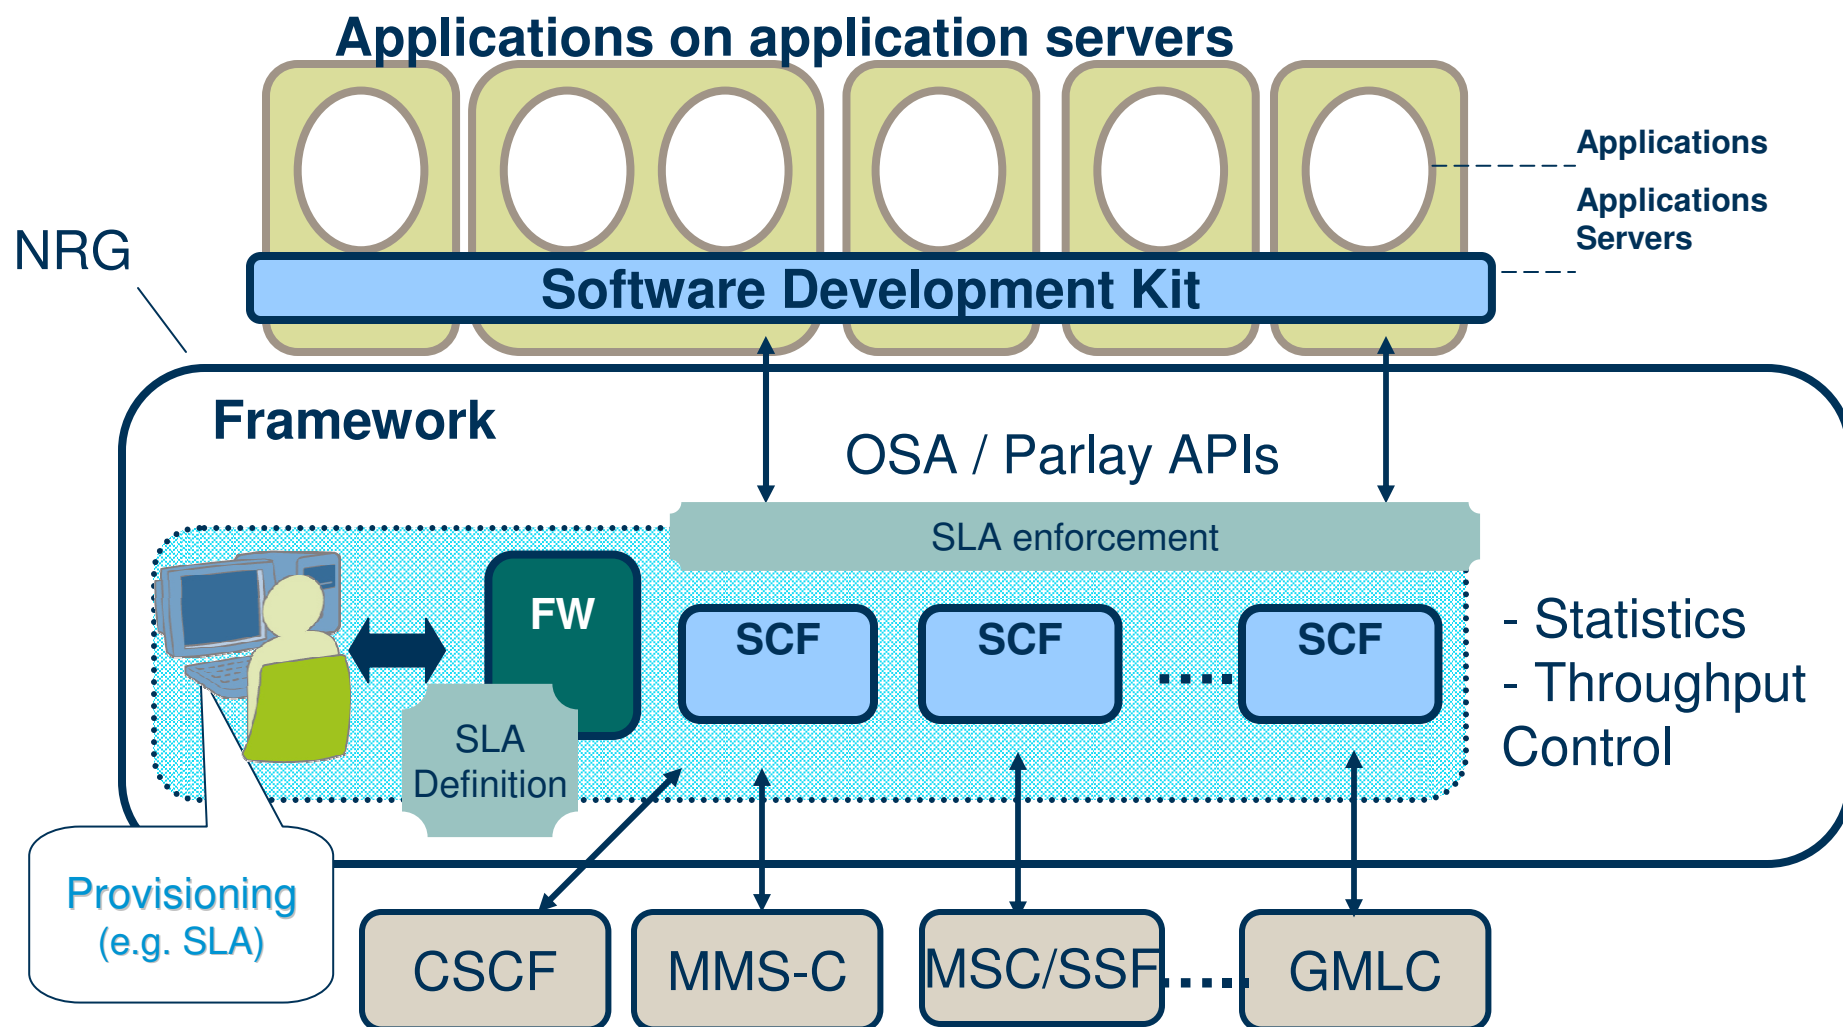 Applications on application servers
Applications
Applications
Servers
NRG
Software Development Kit
Framework
OSA / Parlay APIs
SLA enforcement
FW
SCF
SCF
SCF
- Statistics
- Throughput
Control
SLA
Definition
Provisioning
(e.g. SLA)
CSCF
MMS-C
MSC/SSF
GMLC